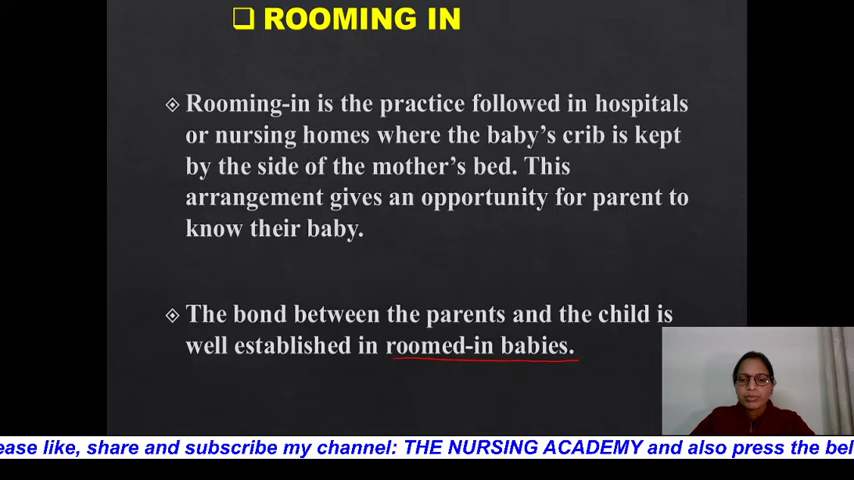 ROOMING IN
Rooming-in is the practice followed in hospitals
or nursing homes where the baby's crib is kept
by the side of the mother's bed. This
arrangement gives an opportunity for parent to
know their baby.
The bond between the parents and the child is
well established in roomed-in babies.
ease like, share and subscribe my channel: THE NURSING ACADEMY and also press the bel